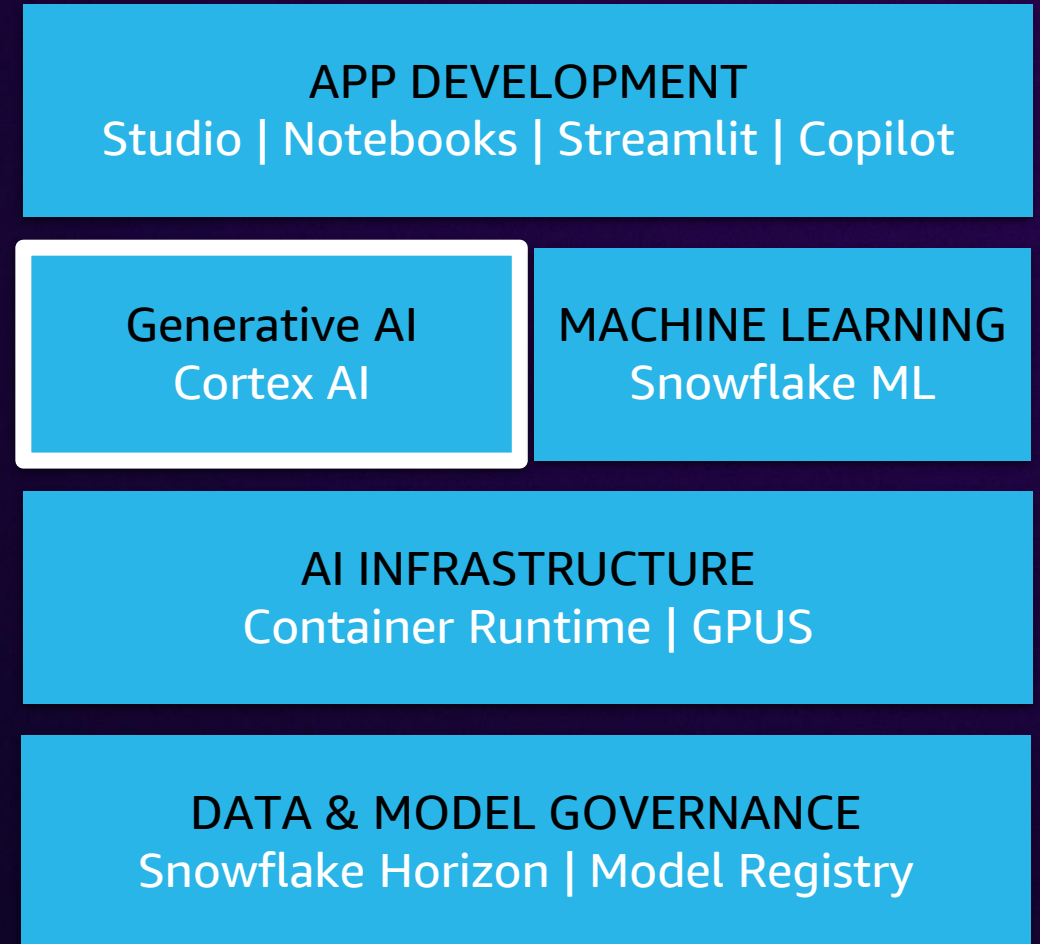 APP DEVELOPMENT
Studio | Notebooks | Streamlit | Copilot
Generative AI
Cortex AI
MACHINE LEARNING
Snowflake ML
AI INFRASTRUCTURE
Container Runtime | GPUS
DATA & MODEL GOVERNANCE
Snowflake Horizon | Model Registry